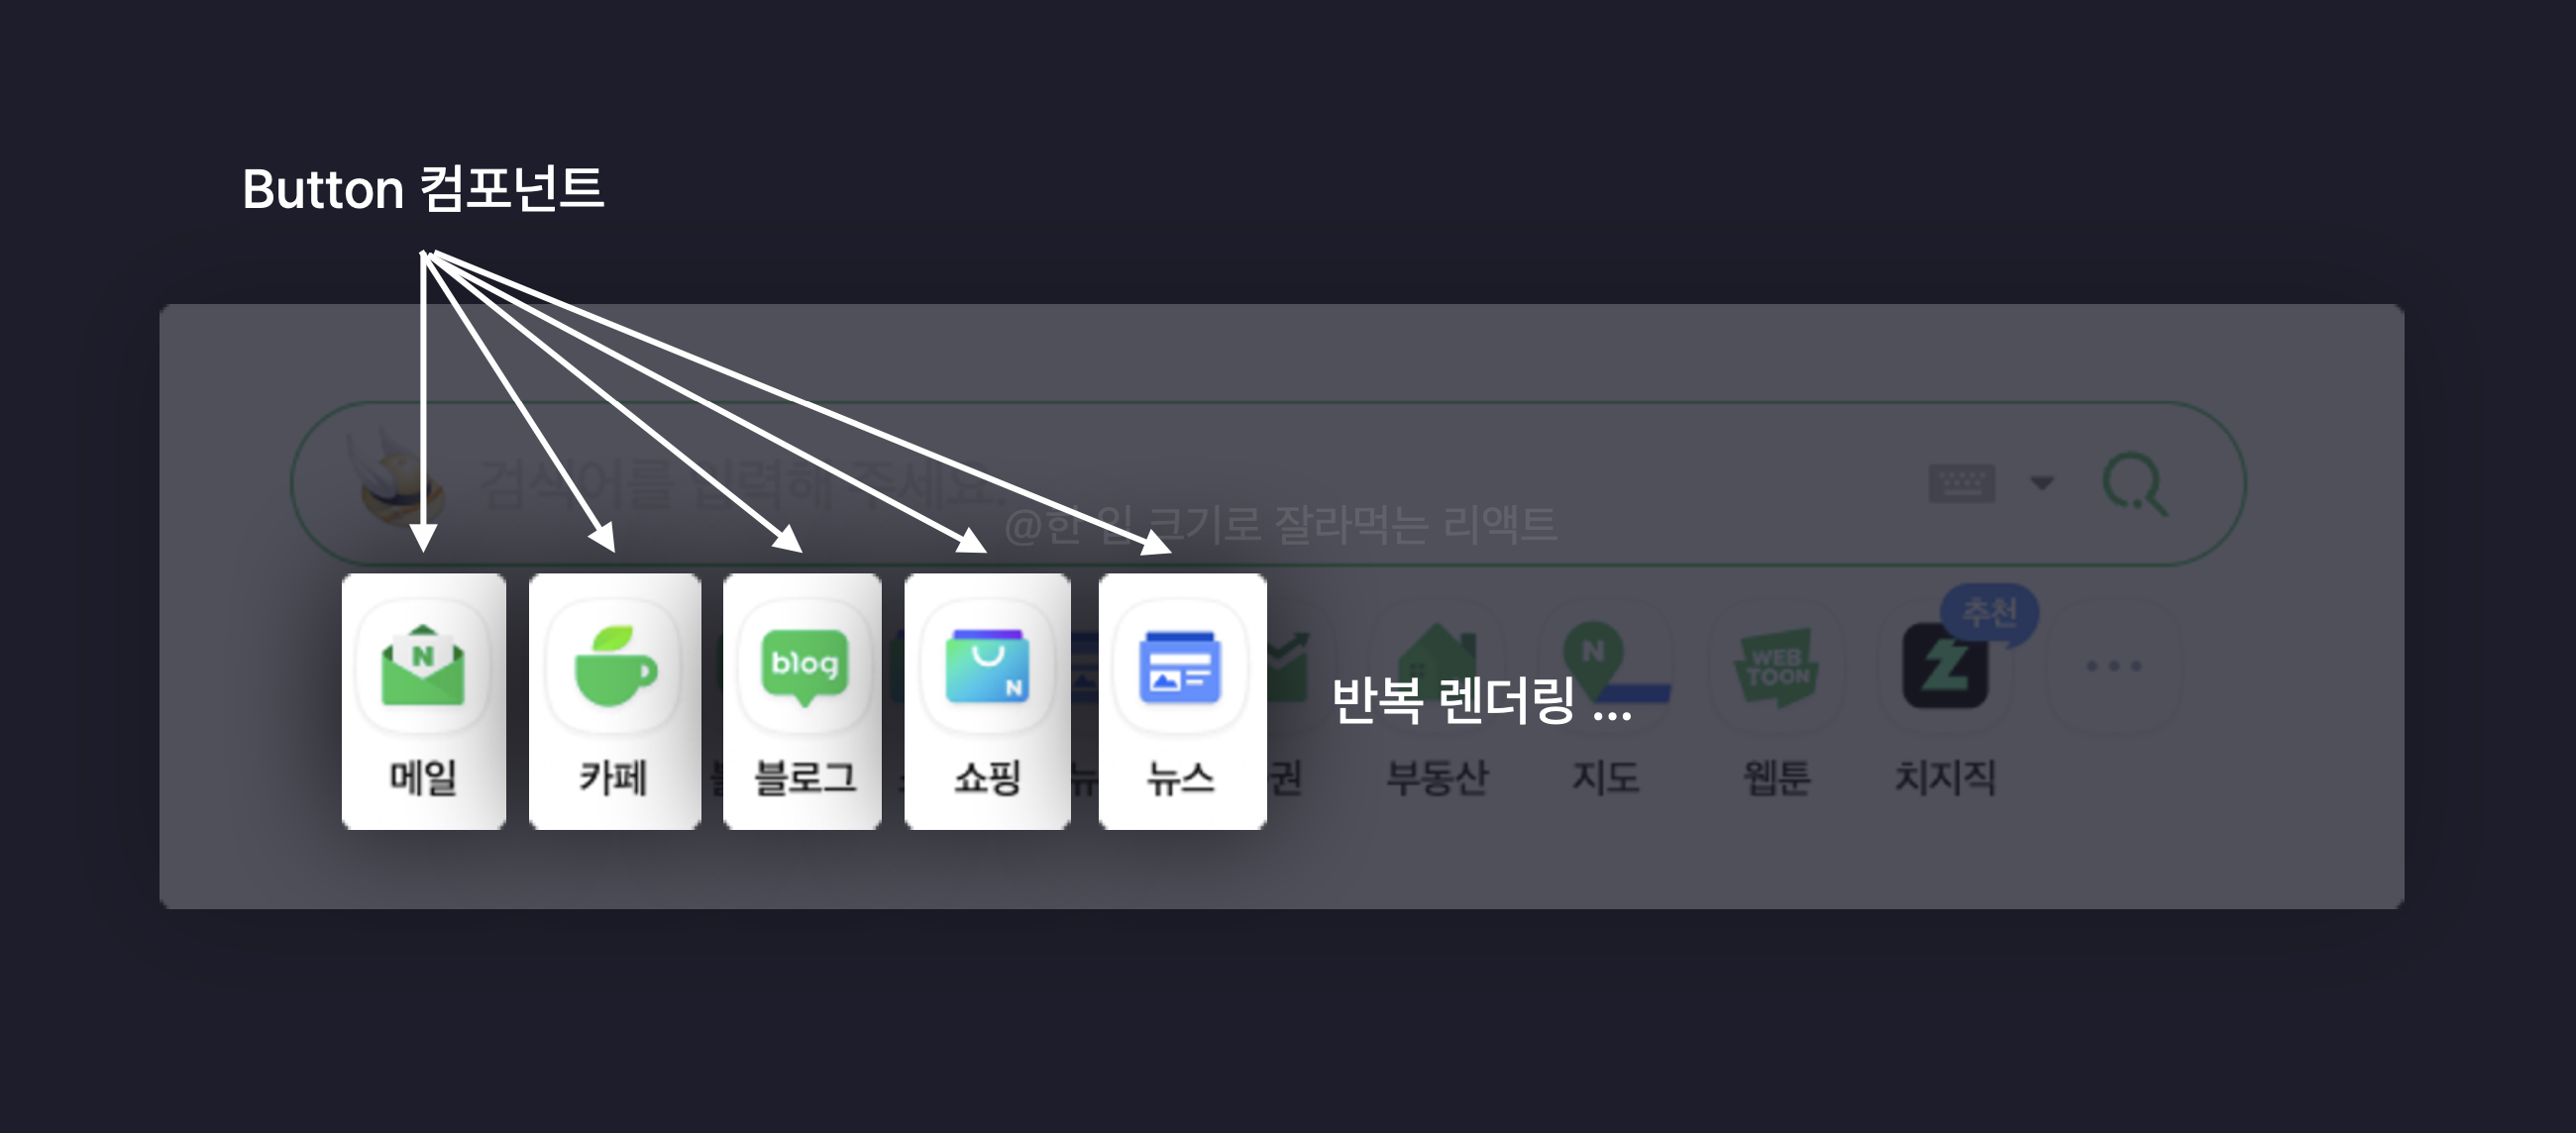 Button 컴포넌트
검색어를 입력해 주세요.
@한 입 크기로 잘라먹는 리액트
추천
N
blog
N
N
WEB
TOON
반복 렌더링 ...
메일
카페
블로그
쇼핑
뉴스
권
부동산
지도
웹툰
치지직